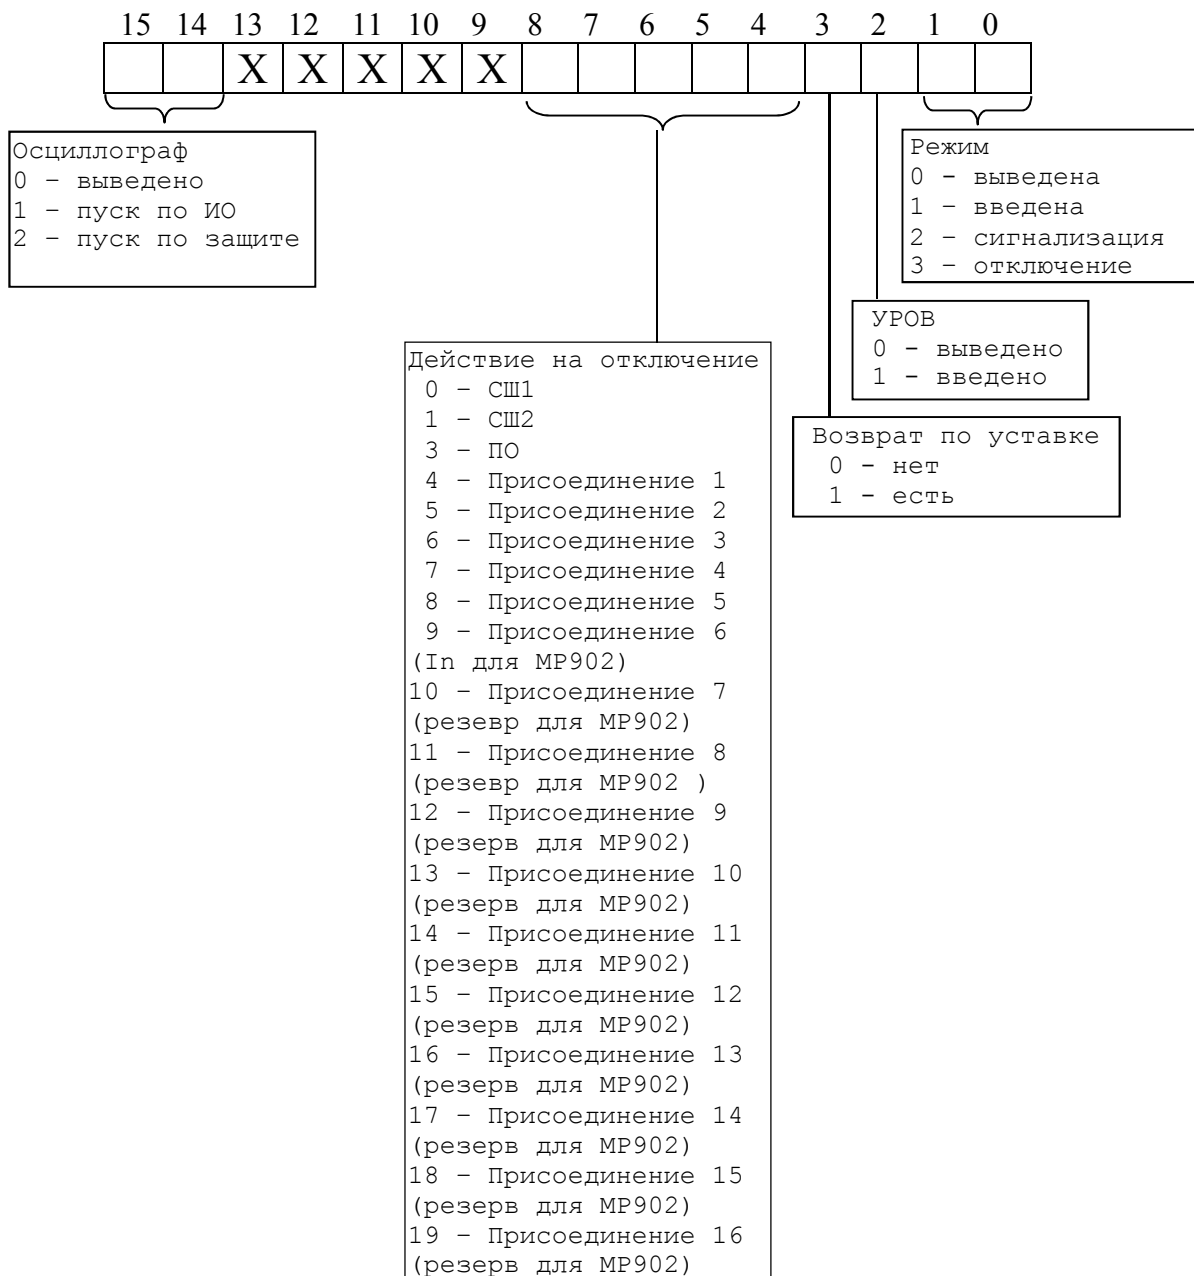 15 14 13 12 11 10 9 8 7 6 5 4 3 2 1 0
X X X X X
Осциллограф
0 – выведено
1 – пуск по ИО
2 – пуск по защите
Режим
0 - выведена
1 – введена
2 – сигнализация
3 – отключение
УРОВ
0 - выведено
1 - введено
Возврат по уставке
0 - нет
1 - есть
Действие на отключение
0 – СШ1
1 – СШ2
3 – ПО
4 – Присоединение 1
5 – Присоединение 2
6 – Присоединение 3
7 – Присоединение 4
8 – Присоединение 5
9 – Присоединение 6
(In для МР902)
10 – Присоединение 7
(резевр для МР902)
11 – Присоединение 8
(резевр для МР902 )
12 – Присоединение 9
(резерв для МР902)
13 – Присоединение 10
(резерв для МР902)
14 – Присоединение 11
(резерв для МР902)
15 – Присоединение 12
(резерв для МР902)
16 – Присоединение 13
(резерв для МР902)
17 – Присоединение 14
(резерв для МР902)
18 – Присоединение 15
(резерв для МР902)
19 – Присоединение 16
(резерв для МР902)